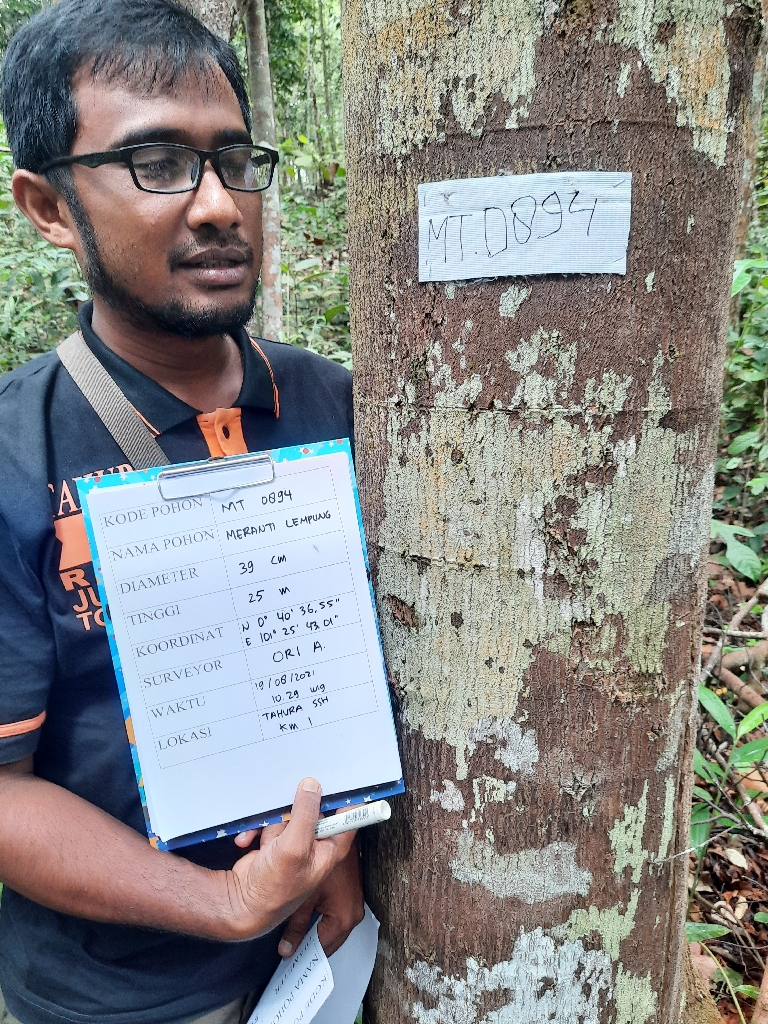 MT.0894
KODE POHON MT 0894
NAMA POHON MERANTI LEMPUNG
DIAMETER 39 cm
TINGGI 25 m
KOORDINAT N 0° 40' 36.55"
E 101° 25' 43.01"
SURVEYOR ORI A.
WAKTU 19/08/2021
10.29 WIB
LOKASI TAHURA SSH
KM 1